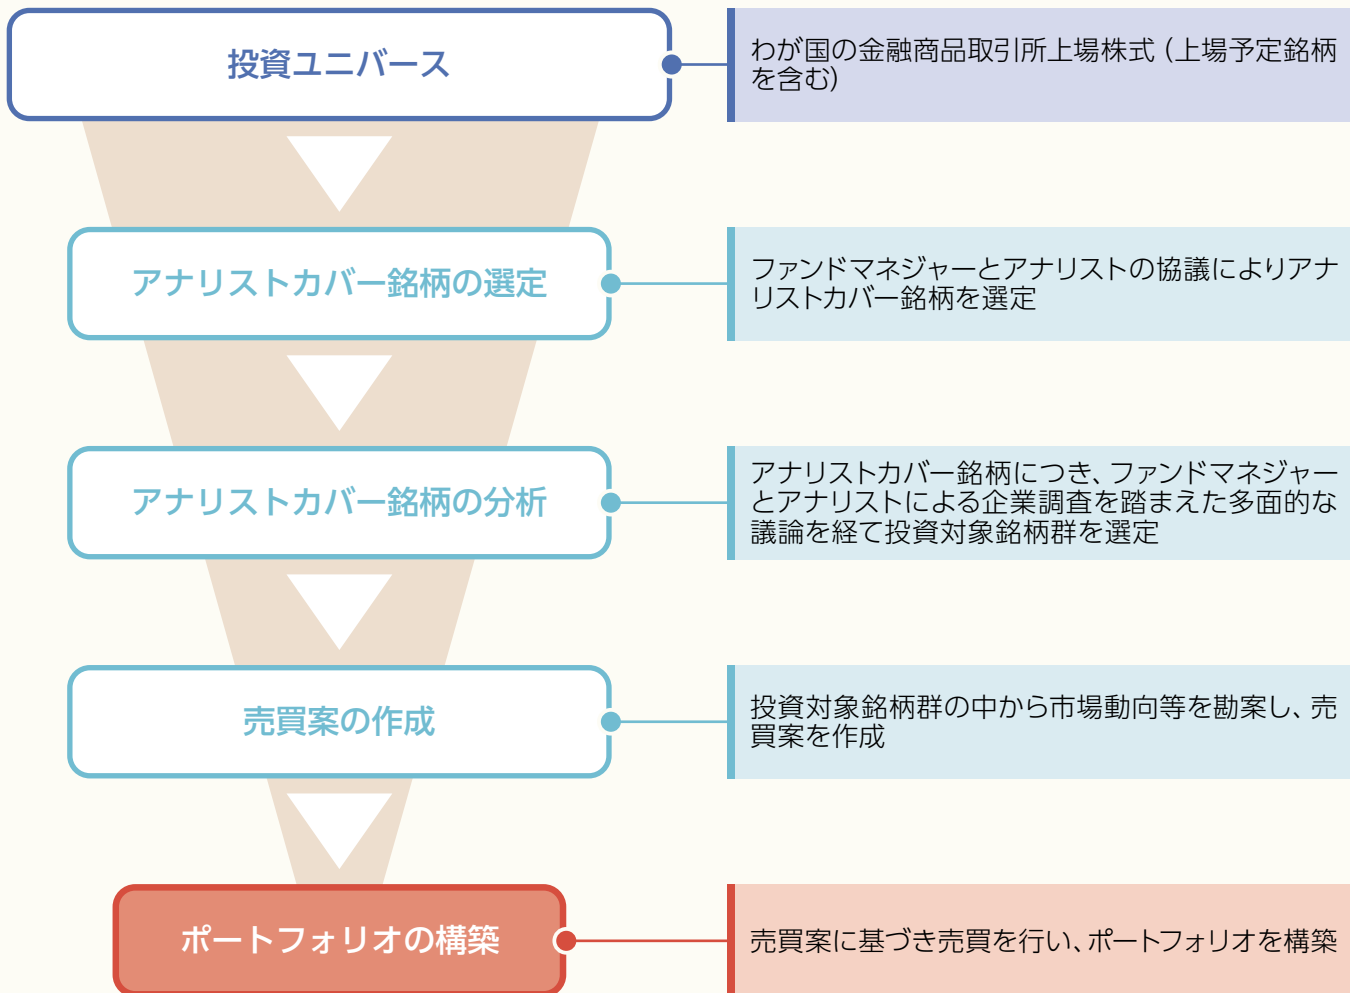 投資ユニバース
わが国の金融商品取引所上場株式（上場予定銘柄
を含む）
アナリストカバー銘柄の選定
ファンドマネジャーとアナリストの協議によりアナ
リストカバー銘柄を選定
アナリストカバー銘柄の分析
アナリストカバー銘柄につき、ファンドマネジャー
とアナリストによる企業調査を踏まえた多面的な
議論を経て投資対象銘柄群を選定
売買案の作成
投資対象銘柄群の中から市場動向等を勘案し、売
買案を作成
ポートフォリオの構築
売買案に基づき売買を行い、ポートフォリオを構築